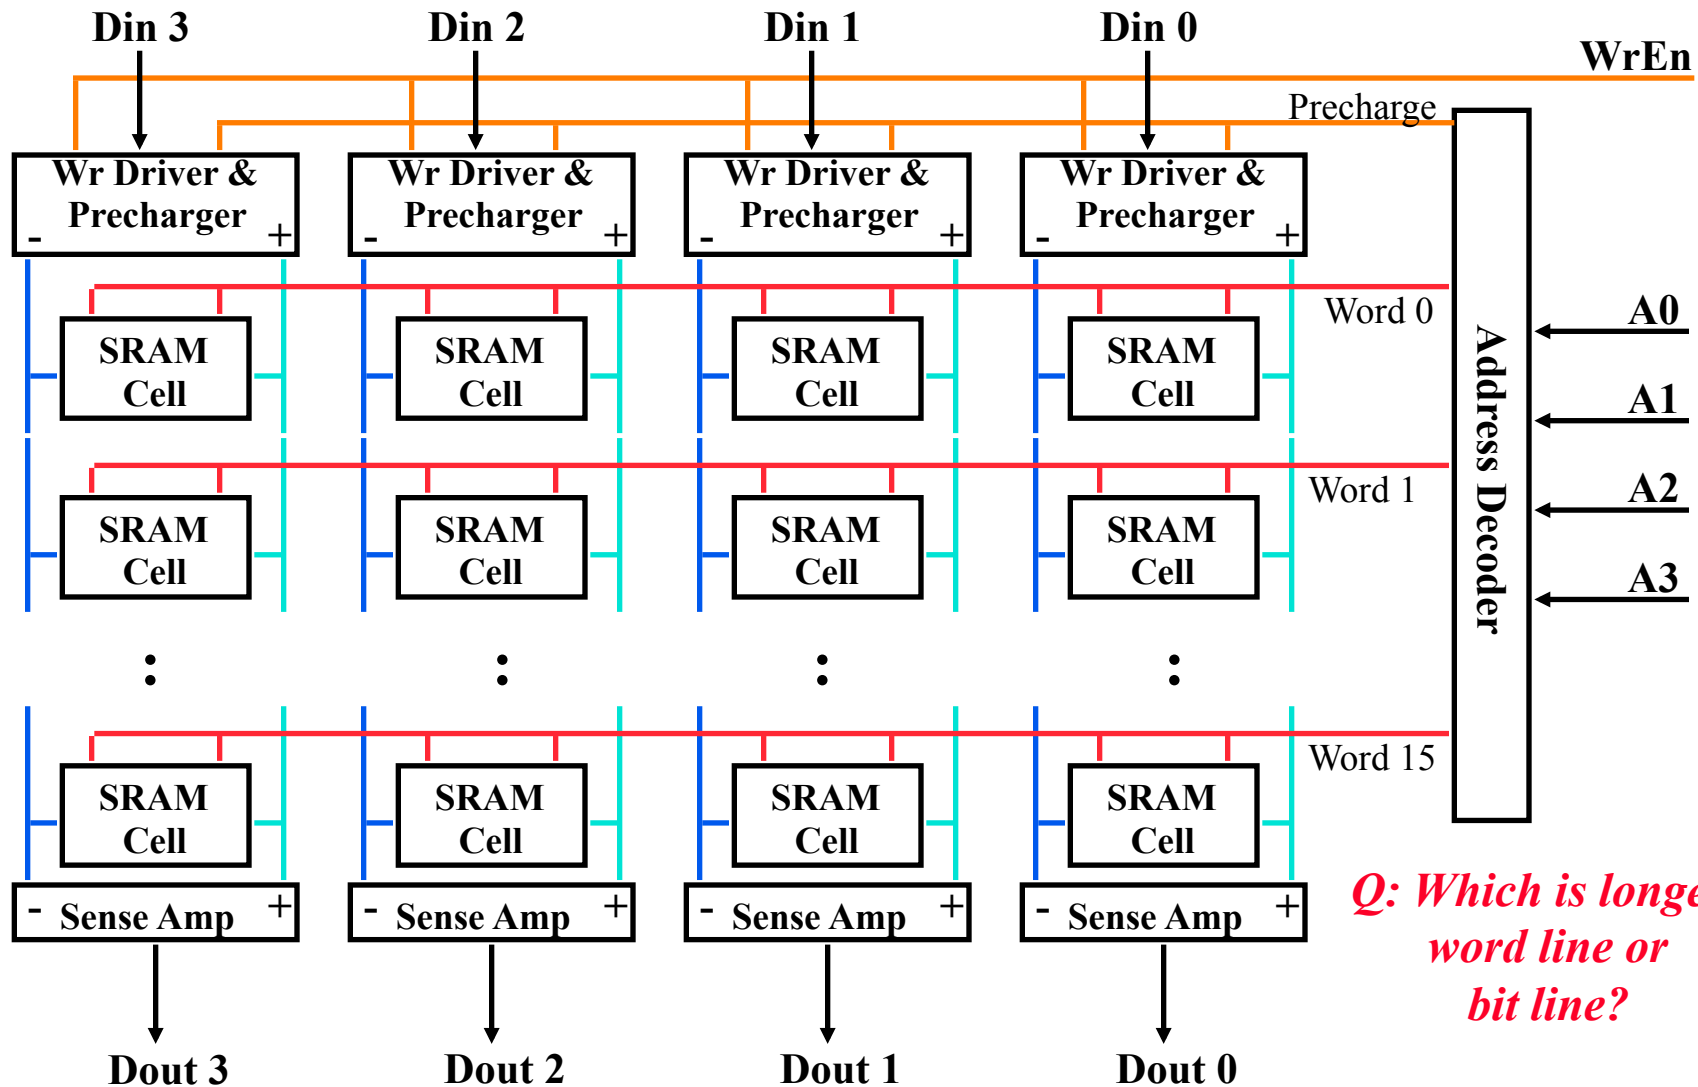 Din 3 Din 2 Din 1 Din 0
WrEn
Precharge
Wr Driver & Wr Driver & Wr Driver & Wr Driver &
Precharger Precharger Precharger Precharger
- + - + - + - +
Word 0
SRAM SRAM SRAM SRAM
Cell Cell Cell Cell
Word 1
SRAM SRAM SRAM SRAM
Cell Cell Cell Cell
:  :  :  :
Word 15
SRAM SRAM SRAM SRAM
Cell Cell Cell Cell
- Sense Amp + - Sense Amp + - Sense Amp + - Sense Amp +
Dout 3 Dout 2 Dout 1 Dout 0
Address Decoder
A0
A1
A2
A3
Q: Which is longe
word line or
bit line?